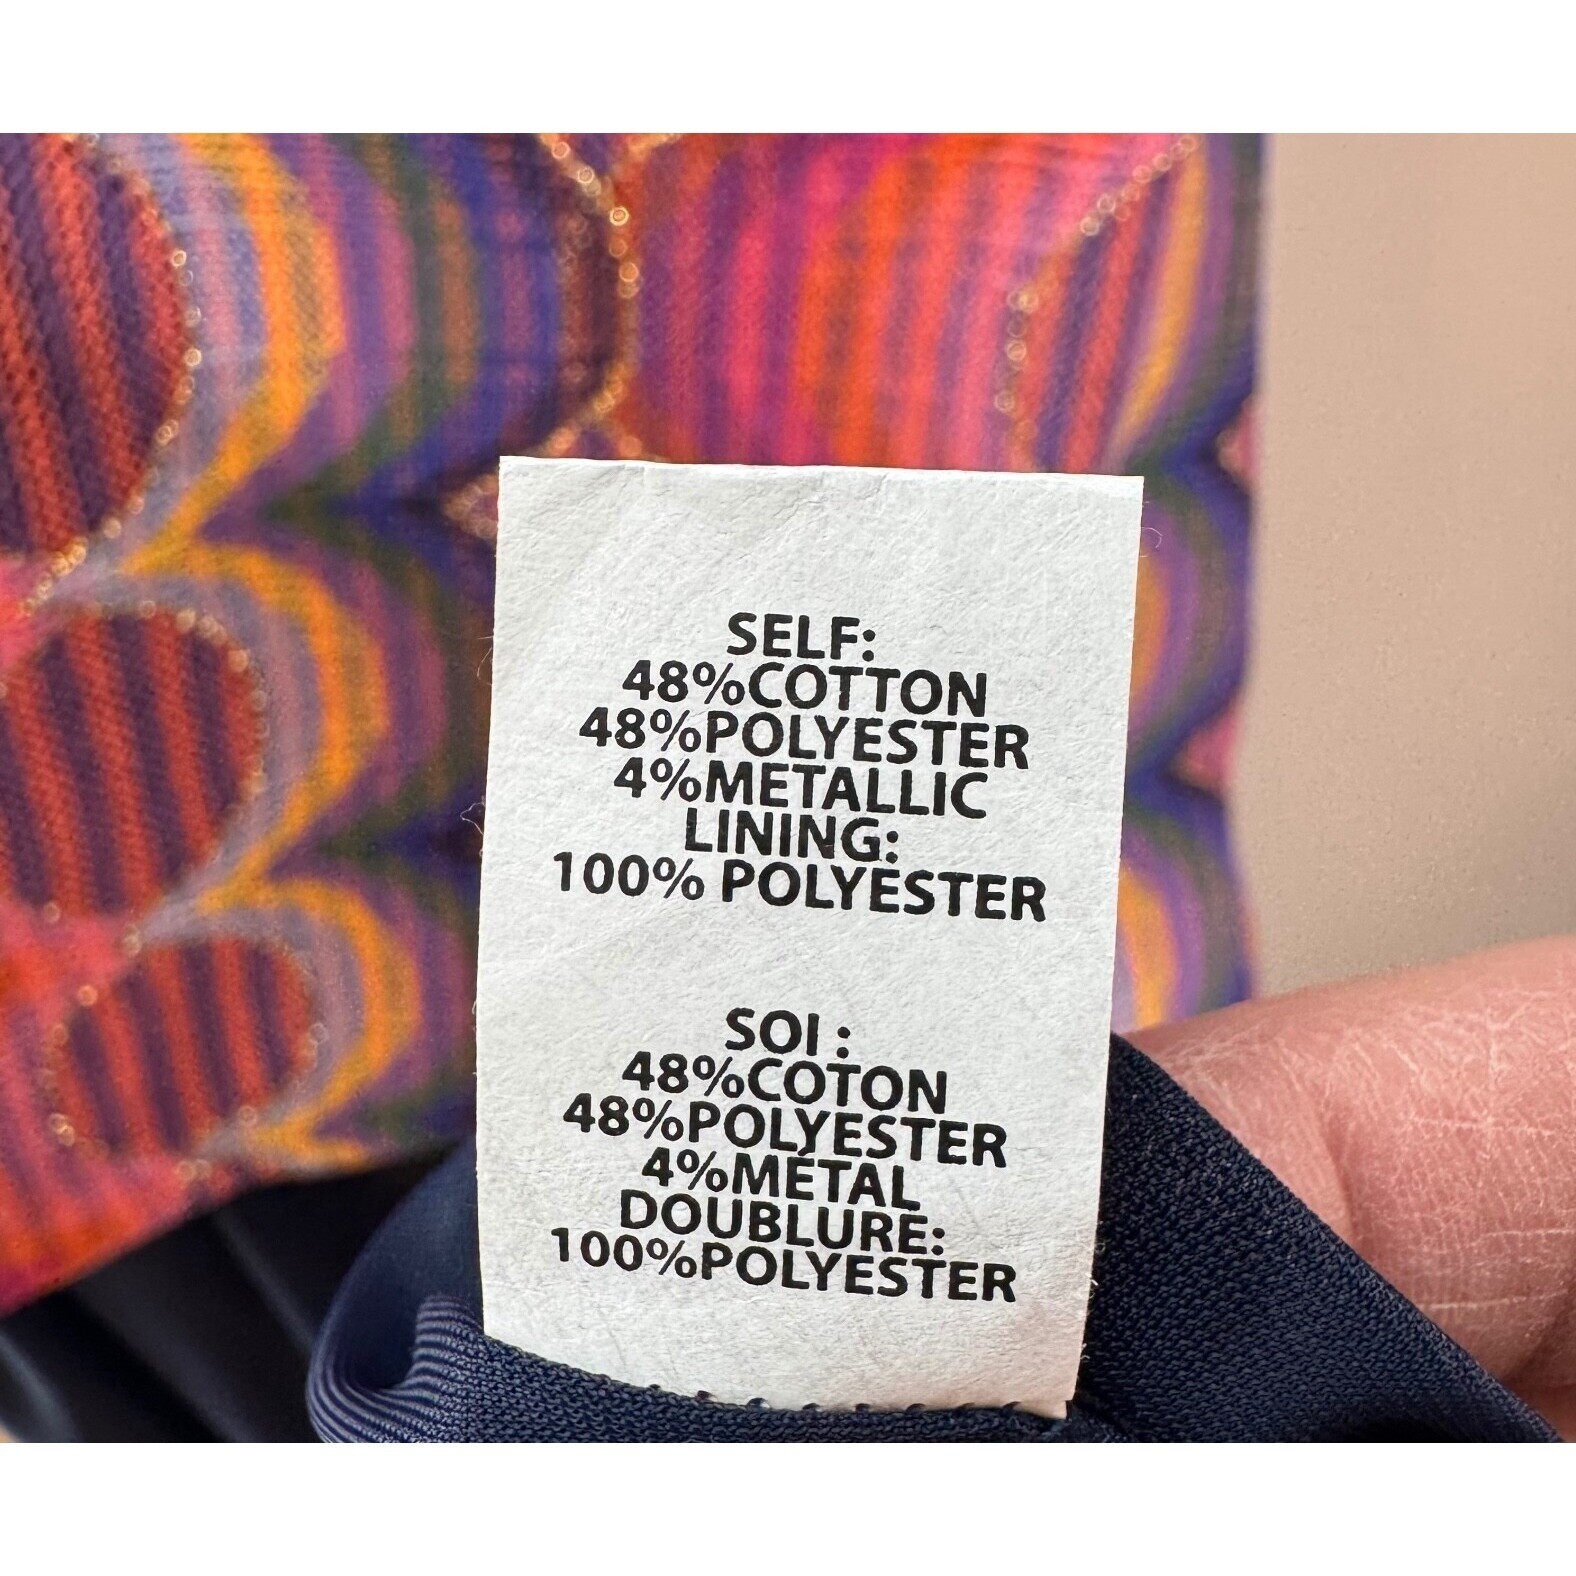 SELF:
48%COTTON
48%POLYESTER
4%METALLIC
LINING:
100% POLYESTER
SOI :
48%COTON
48%POLYESTER
4%MÉTAL
DOUBLURE:
100%POLYESTER